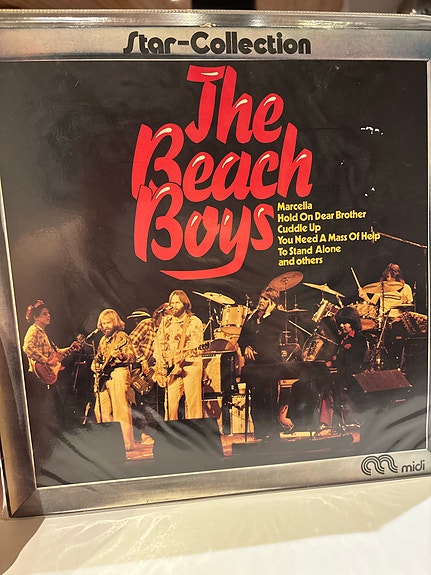 Star-Collection
The
Beach
Boys
Marcella
Hold On Dear Brother
Cuddle Up
You Need A Mass Of Help
To Stand Alone
and others
midi